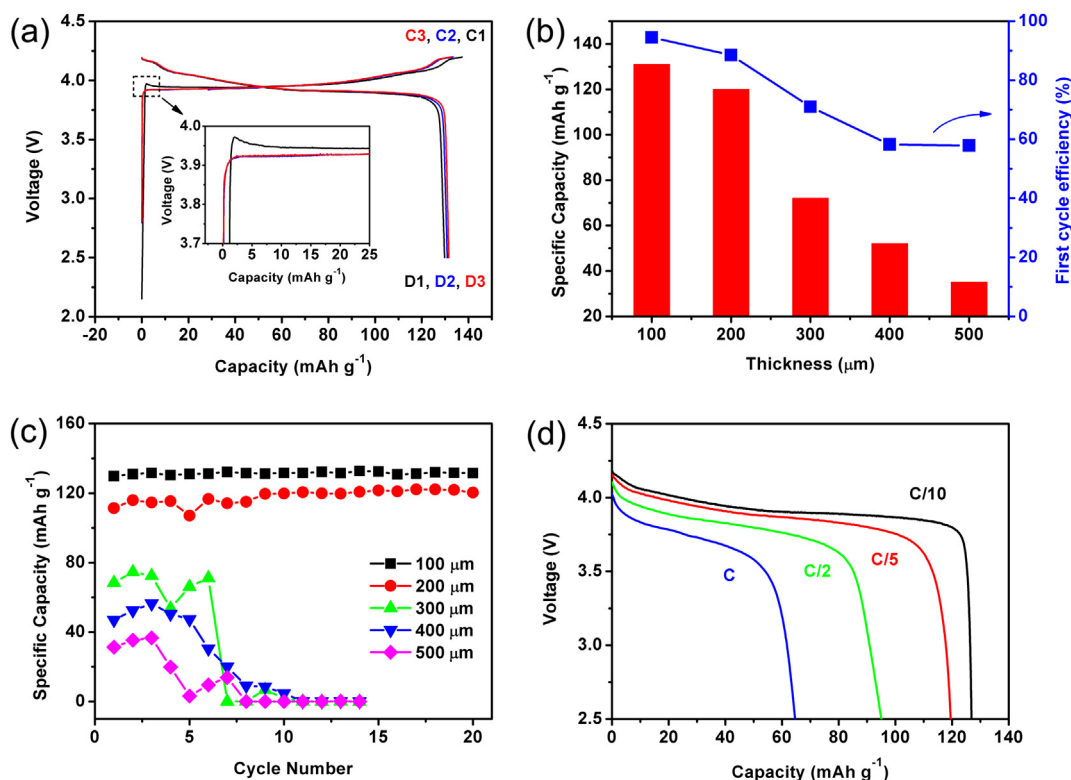 (a)
4.5
4.0
3.5
3.0
2.5
2.0
Voltage (V)
C3, C2, C1
4.0
3.9
3.8
3.7
Voltage (V)
0 5 10 15 20 25
Capacity (mAh g⁻¹)
D1, D2, D3
-20 0 20 40 60 80 100 120 140
Capacity (mAh g⁻¹)
(b)
140
120
100
80
60
40
20
Specific Capacity (mAh g⁻¹)
100
80
60
40
20
0
First cycle efficiency (%)
100 200 300 400 500
Thickness (μm)
(c)
160
120
80
40
0
Specific Capacity (mAh g⁻¹)
100 μm
200 μm
300 μm
400 μm
500 μm
0 5 10 15 20
Cycle Number
(d)
4.5
4.0
3.5
3.0
2.5
Voltage (V)
C/10
C/5
C/2
C
0 20 40 60 80 100 120 140
Capacity (mAh g⁻¹)